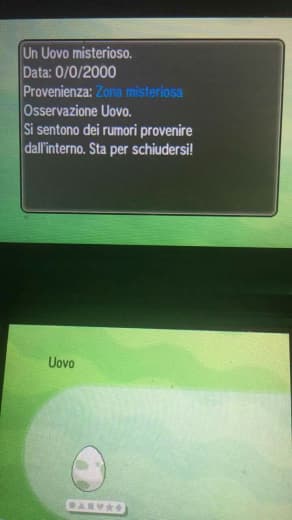 Un Uovo misterioso.
Data: 0/0/2000
Provenienza: Zona misteriosa
Osservazione Uovo.
Si sentono dei rumori provenire
dall'interno. Sta per schiudersi!
Uovo